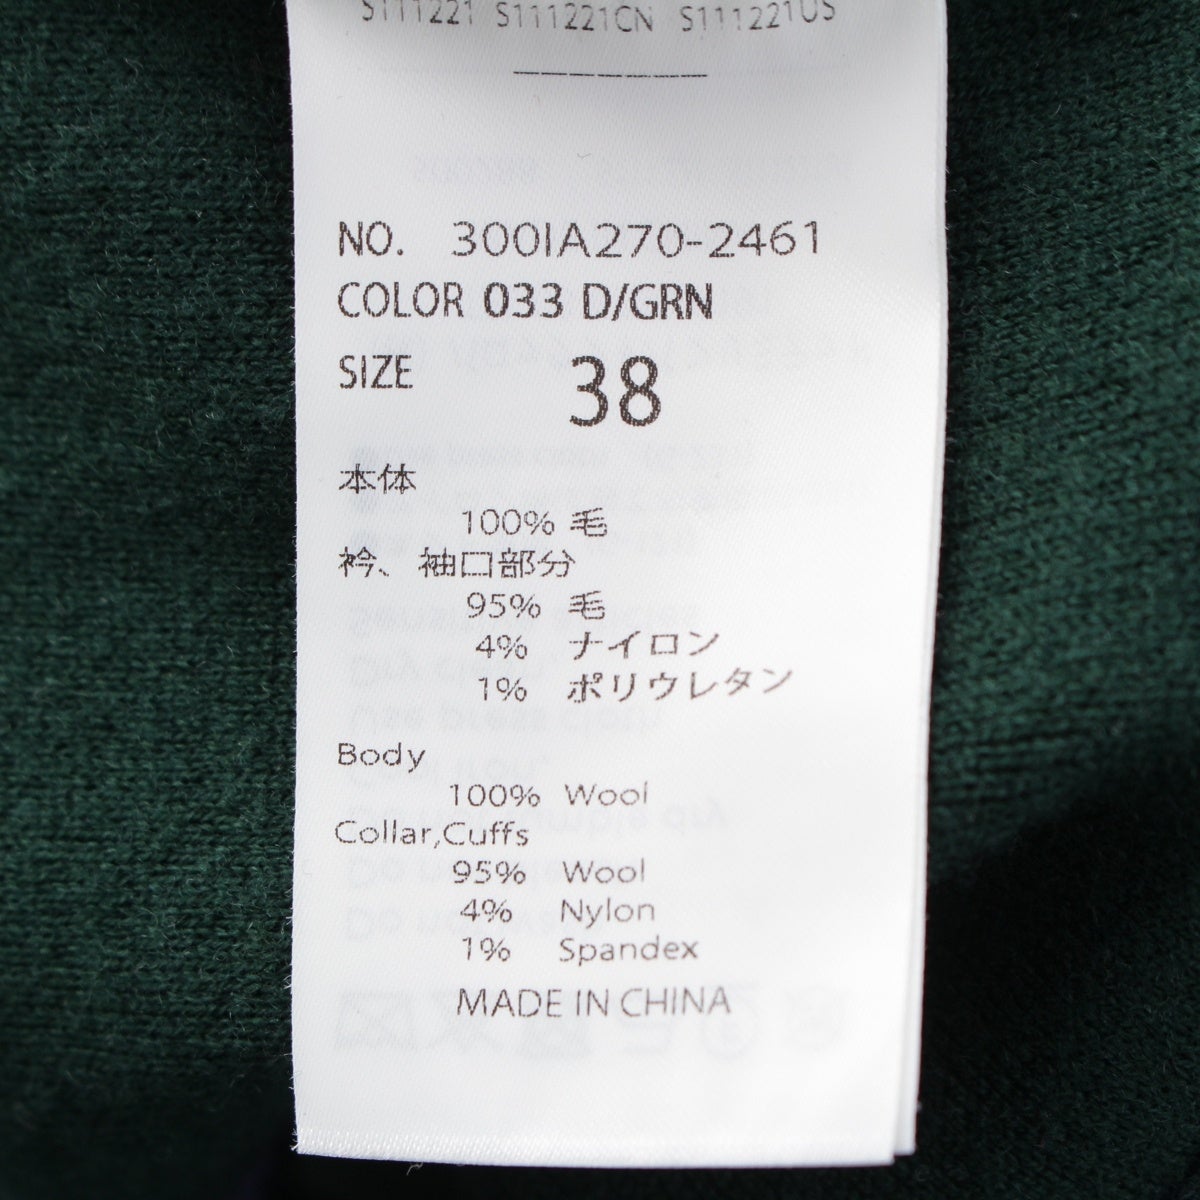 S111221 S111221CN S111221US
NO. 300IA270-2461
COLOR 033 D/GRN
SIZE 38
本体
100% 毛
衿、袖口部分
95% 毛
4% ナイロン
1% ポリウレタン
Body
100% Wool
Collar,Cuffs
95% Wool
4% Nylon
1% Spandex
MADE IN CHINA